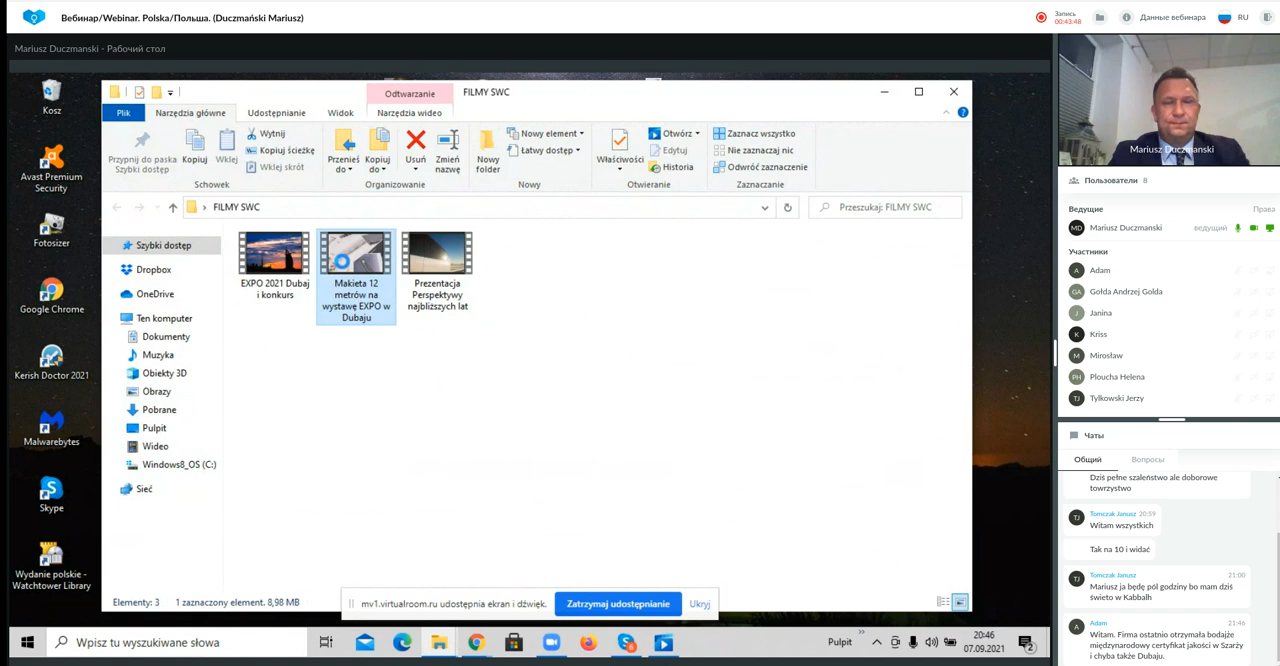 Вебинар/Webinar. Polska/Польша. (Duczmański Mariusz)
Запись
00:43:48
Данные вебинара
RU
Mariusz Duczmanski - Рабочий стол
Kosz
Avast Premium
Security
Fotosizer
Google Chrome
Kerish Doctor 2021
Malwarebytes
Skype
Wydanie polskie -
Watchtower Library
Odtwarzanie
FILMY SWC
Plik
Narzędzia główne
Udostępnianie
Widok
Narzędzia wideo
Przypnij do paska
Szybki dostęp
Kopiuj
Wklej
Wytnij
Kopiuj ścieżkę
Wklej skrót
Schowek
Przenieś
do
Kopiuj
do
Usuń
Zmień
nazwę
Organizowanie
Nowy
folder
Nowy element
Łatwy dostęp
Nowy
Właściwości
Otwórz
Edytuj
Historia
Otwieranie
Zaznacz wszystko
Nie zaznaczaj nic
Odwróć zaznaczenie
Zaznaczanie
FILMY SWC
Przeszukaj: FILMY SWC
Szybki dostęp
Dropbox
OneDrive
Ten komputer
Dokumenty
Muzyka
Obiekty 3D
Obrazy
Pobrane
Pulpit
Wideo
Windows8_OS (C:)
Sieć
EXPO 2021 Dubaj
i konkurs
Makieta 12
metrów na
wystawę EXPO w
Dubaju
Prezentacja
Perspektywy
najbliższych lat
Elementy: 3
1 zaznaczony element. 8,98 MB
mv1.virtualroom.ru udostępnia ekran i dźwięk.
Zatrzymaj udostępnianie
Ukryj
Wpisz tu wyszukiwane słowa
Pulpit
20:46
07.09.2021
2
Mariusz Duczmanski
Пользователи 8
Ведущие
Права
MD
Mariusz Duczmanski
ведущий
Участники
A
Adam
GA
Gołda Andrzej Golda
J
Janina
K
Kriss
M
Mirosław
PH
Ploucha Helena
TJ
Tylkowski Jerzy
Чаты
Общий
Вопросы
Dziś pełne szaleństwo ale doborowe
towrzystwo
TJ
Tomczak Janusz 20:59
Witam wszystkich
Tak na 10 i widać
TJ
Tomczak Janusz 21:00
Mariusz ja będę pól godziny bo mam dziś
świeto w Kabbalh
A
Adam 21:46
Witam. Firma ostatnio otrzymała bodajże
międzynarodowy certyfikat jakości w Szarży
i chyba także Dubaju.